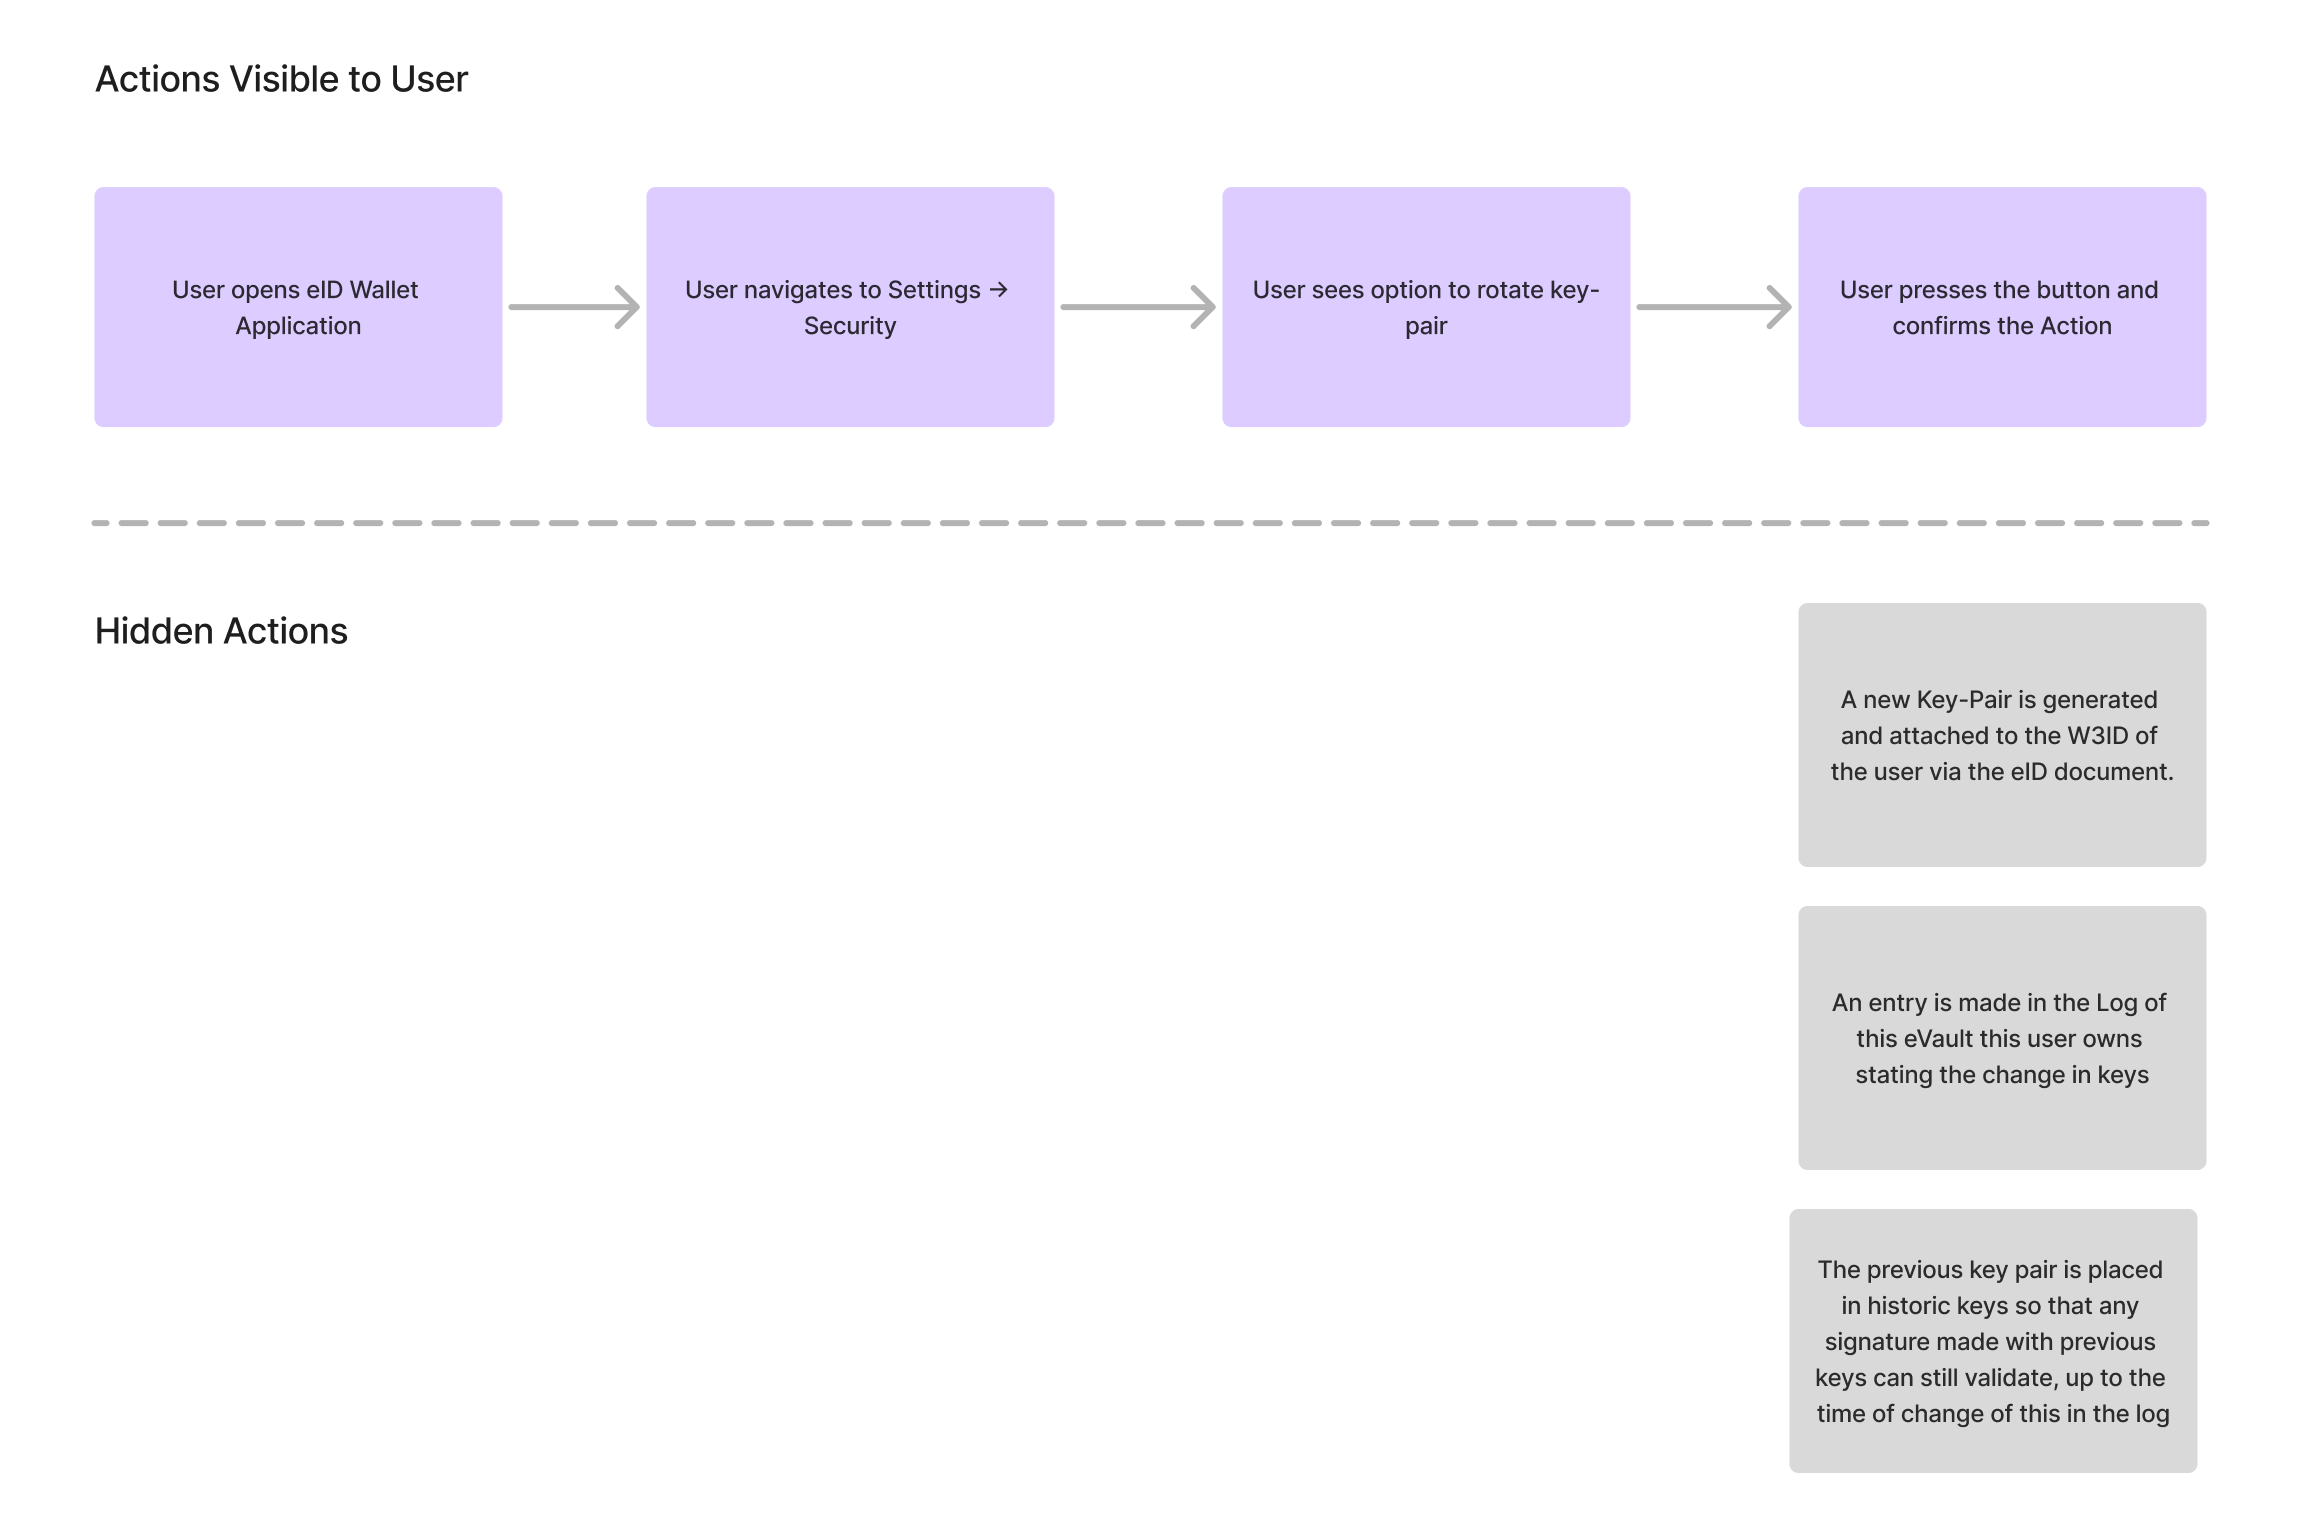 Actions Visible to User
User opens eID Wallet
Application
User navigates to Settings →
Security
User sees option to rotate key-
pair
User presses the button and
confirms the Action
Hidden Actions
A new Key-Pair is generated
and attached to the W3ID of
the user via the eID document.
An entry is made in the Log of
this eVault this user owns
stating the change in keys
The previous key pair is placed
in historic keys so that any
signature made with previous
keys can still validate, up to the
time of change of this in the log